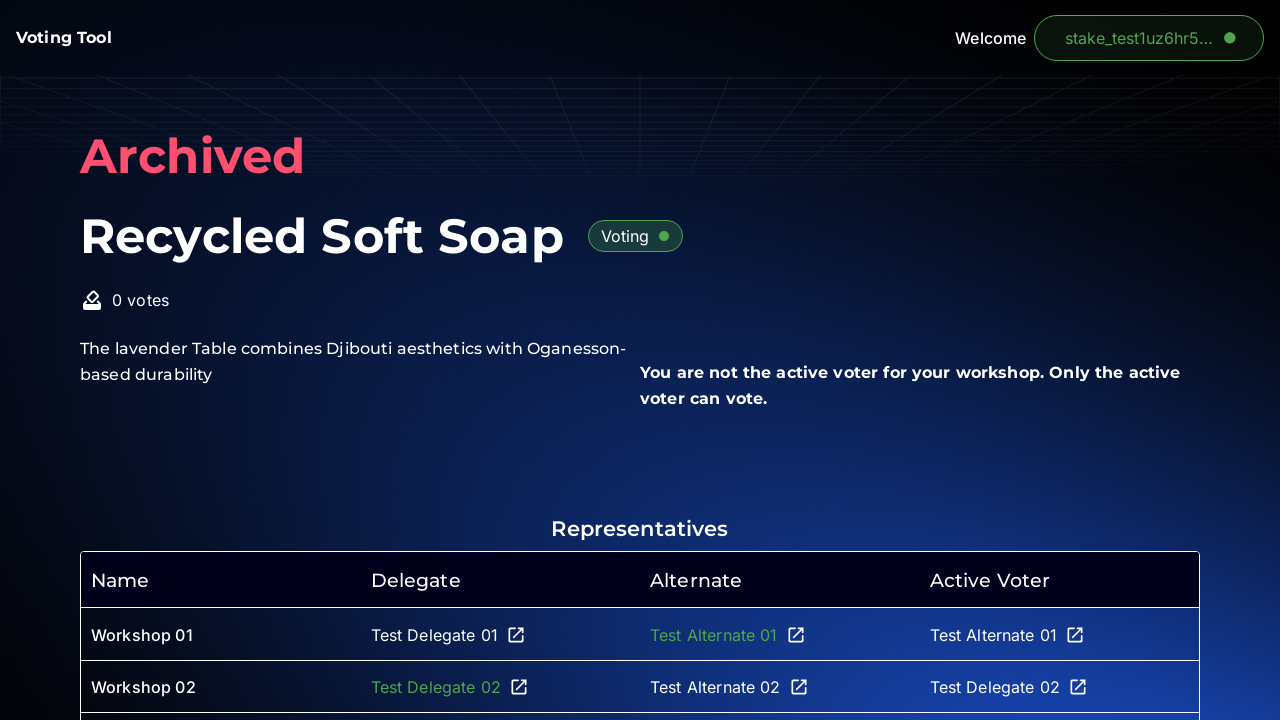 Voting Tool
Welcome
stake_test1uz6hr5...
Archived
Recycled Soft Soap
Voting
0 votes
The lavender Table combines Djibouti aesthetics with Oganesson-
based durability
You are not the active voter for your workshop. Only the active
voter can vote.
Representatives
Name Delegate Alternate Active Voter
Workshop 01 Test Delegate 01 Test Alternate 01 Test Alternate 01
Workshop 02 Test Delegate 02 Test Alternate 02 Test Delegate 02